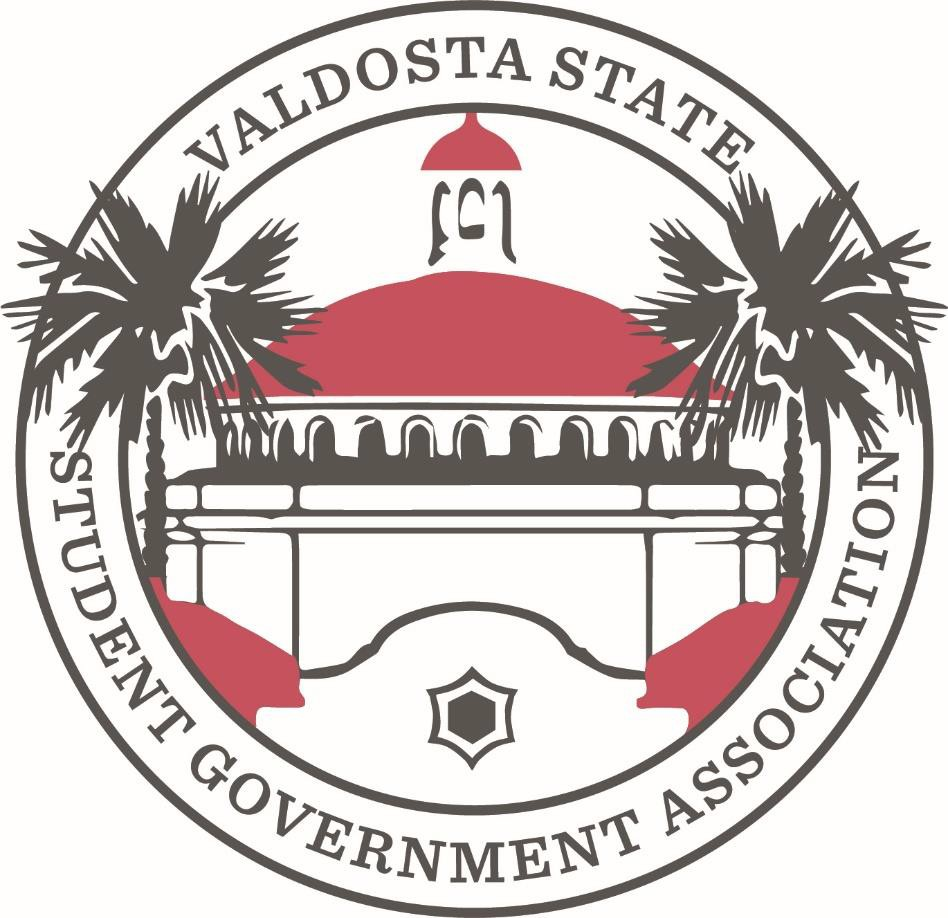 VALDOSTA STATE
STUDENT GOVERNMENT ASSOCIATION